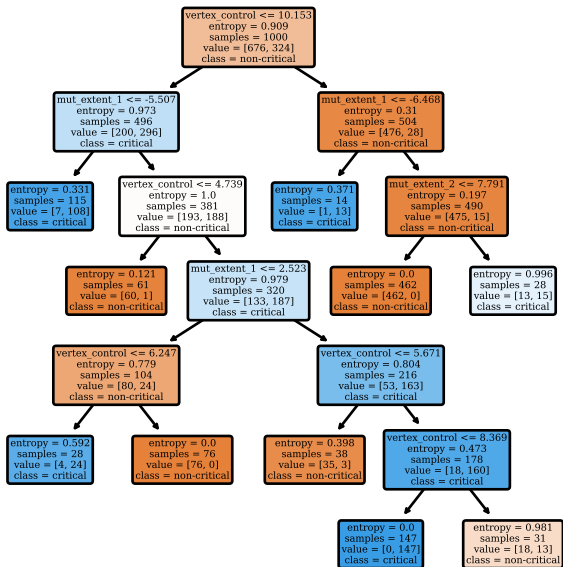 vertex_control <= 10.153
entropy = 0.909
samples = 1000
value = [676, 324]
class = non-critical
mut_extent_1 <= -5.507
entropy = 0.973
samples = 496
value = [200, 296]
class = critical
mut_extent_1 <= -6.468
entropy = 0.31
samples = 504
value = [476, 28]
class = non-critical
entropy = 0.331
samples = 115
value = [7, 108]
class = critical
vertex_control <= 4.739
entropy = 1.0
samples = 381
value = [193, 188]
class = non-critical
entropy = 0.371
samples = 14
value = [1, 13]
class = critical
mut_extent_2 <= 7.791
entropy = 0.197
samples = 490
value = [475, 15]
class = non-critical
entropy = 0.121
samples = 61
value = [60, 1]
class = non-critical
mut_extent_1 <= 2.523
entropy = 0.979
samples = 320
value = [133, 187]
class = critical
entropy = 0.0
samples = 462
value = [462, 0]
class = non-critical
entropy = 0.996
samples = 28
value = [13, 15]
class = critical
vertex_control <= 6.247
entropy = 0.779
samples = 104
value = [80, 24]
class = non-critical
vertex_control <= 5.671
entropy = 0.804
samples = 216
value = [53, 163]
class = critical
entropy = 0.592
samples = 28
value = [4, 24]
class = critical
entropy = 0.0
samples = 76
value = [76, 0]
class = non-critical
entropy = 0.398
samples = 38
value = [35, 3]
class = non-critical
vertex_control <= 8.369
entropy = 0.473
samples = 178
value = [18, 160]
class = critical
entropy = 0.0
samples = 147
value = [0, 147]
class = critical
entropy = 0.981
samples = 31
value = [18, 13]
class = non-critical